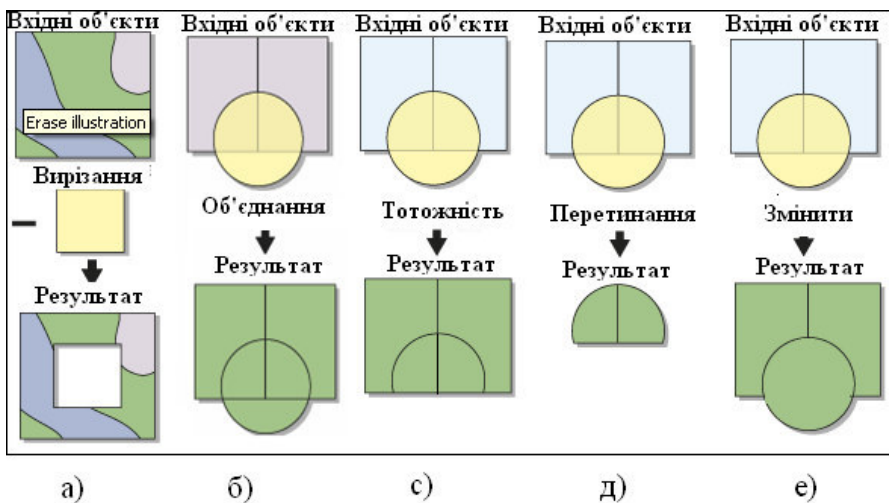 Вхідні об'єкти
Erase illustration
Вирізання
Результат
Вхідні об'єкти
Об'єднання
Результат
Вхідні об'єкти
Тотожність
Результат
Вхідні об'єкти
Перетинання
Результат
Вхідні об'єкти
Змінити
Результат
а) б) с) д) е)